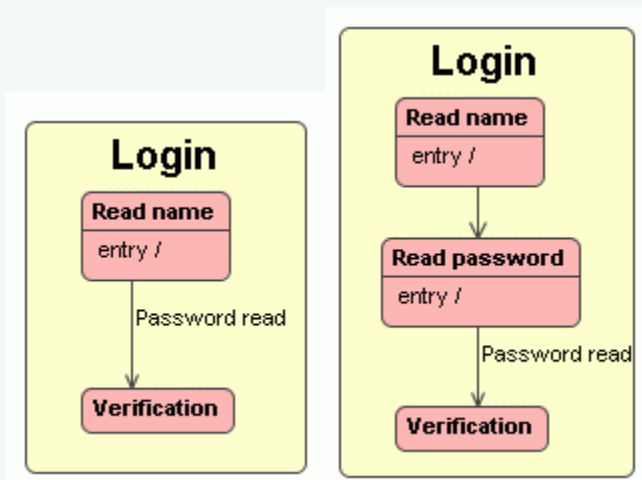 Login
Read name
entry /
Password read
Verification
Login
Read name
entry /
Read password
entry /
Password read
Verification